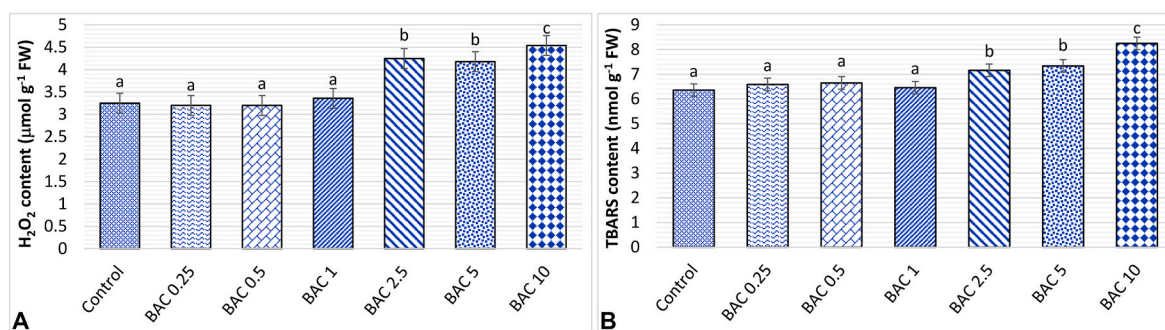 H₂O₂ content (µmol g⁻¹ FW)
5
4.5
4
3.5
3
2.5
2
1.5
1
0.5
0
a
a
a
a
b
b
c
Control
BAC 0.25
BAC 0.5
BAC 1
BAC 2.5
BAC 5
BAC 10
A
TBARS content (nmol g⁻¹ FW)
9
8
7
6
5
4
3
2
1
0
a
a
a
a
b
b
c
Control
BAC 0.25
BAC 0.5
BAC 1
BAC 2.5
BAC 5
BAC 10
B